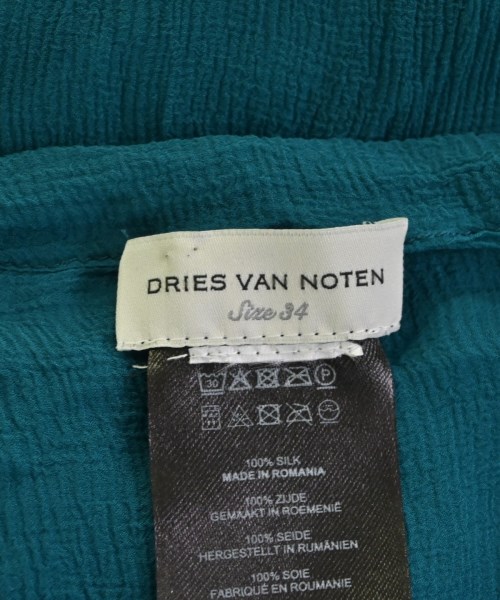 DRIES VAN NOTEN
Size 34
30
P
100% SILK
MADE IN ROMANIA
100% ZIJDE
GEMAAKT IN ROEMENIË
100% SEIDE
HERGESTELLT IN RUMÄNIEN
100% SOIE
FABRIQUÉ EN ROUMANIE